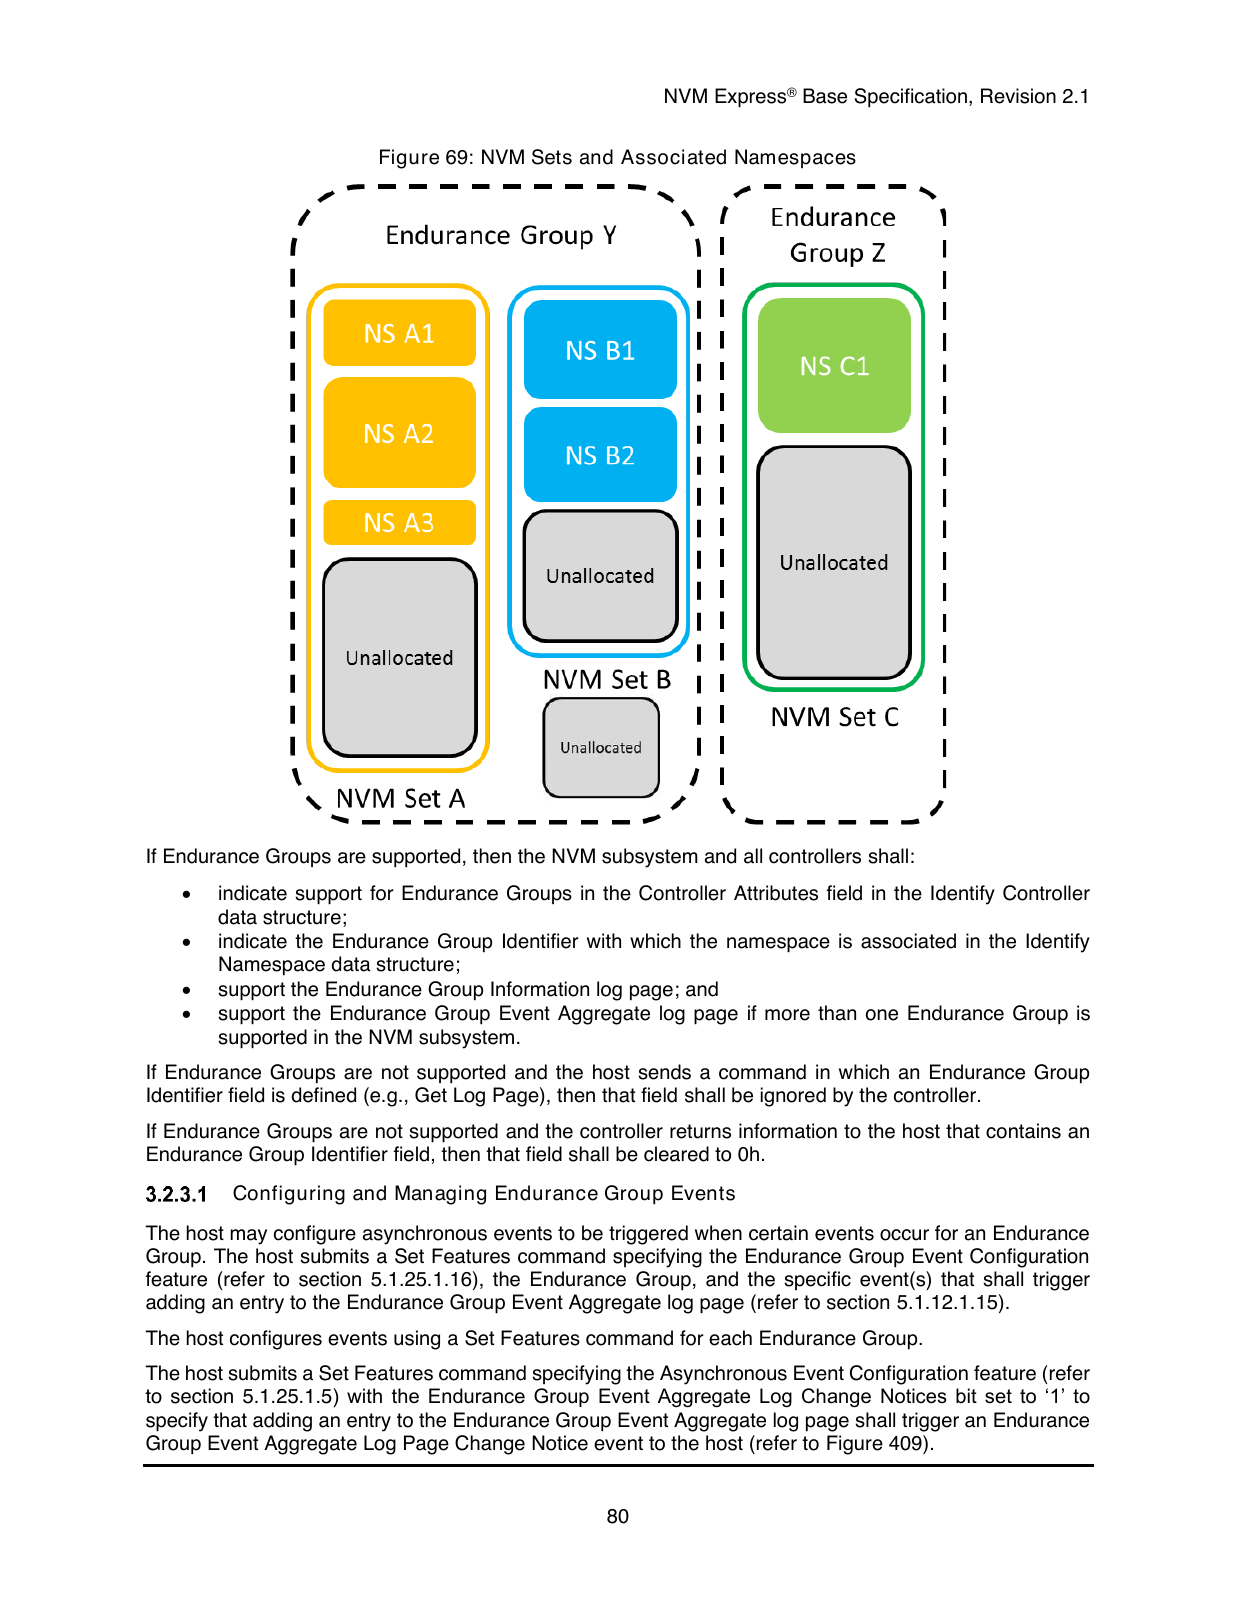 NVM Express® Base Specification, Revision 2.1
Figure 69: NVM Sets and Associated Namespaces
Endurance Group Y
NS A1
NS A2
NS A3
Unallocated
NVM Set A
NS B1
NS B2
Unallocated
NVM Set B
Unallocated
Endurance
Group Z
NS C1
Unallocated
NVM Set C
If Endurance Groups are supported, then the NVM subsystem and all controllers shall:
• indicate support for Endurance Groups in the Controller Attributes field in the Identify Controller
data structure;
• indicate the Endurance Group Identifier with which the namespace is associated in the Identify
Namespace data structure;
• support the Endurance Group Information log page; and
• support the Endurance Group Event Aggregate log page if more than one Endurance Group is
supported in the NVM subsystem.
If Endurance Groups are not supported and the host sends a command in which an Endurance Group
Identifier field is defined (e.g., Get Log Page), then that field shall be ignored by the controller.
If Endurance Groups are not supported and the controller returns information to the host that contains an
Endurance Group Identifier field, then that field shall be cleared to 0h.
3.2.3.1 Configuring and Managing Endurance Group Events
The host may configure asynchronous events to be triggered when certain events occur for an Endurance
Group. The host submits a Set Features command specifying the Endurance Group Event Configuration
feature (refer to section 5.1.25.1.16), the Endurance Group, and the specific event(s) that shall trigger
adding an entry to the Endurance Group Event Aggregate log page (refer to section 5.1.12.1.15).
The host configures events using a Set Features command for each Endurance Group.
The host submits a Set Features command specifying the Asynchronous Event Configuration feature (refer
to section 5.1.25.1.5) with the Endurance Group Event Aggregate Log Change Notices bit set to ‘1’ to
specify that adding an entry to the Endurance Group Event Aggregate log page shall trigger an Endurance
Group Event Aggregate Log Page Change Notice event to the host (refer to Figure 409).
80